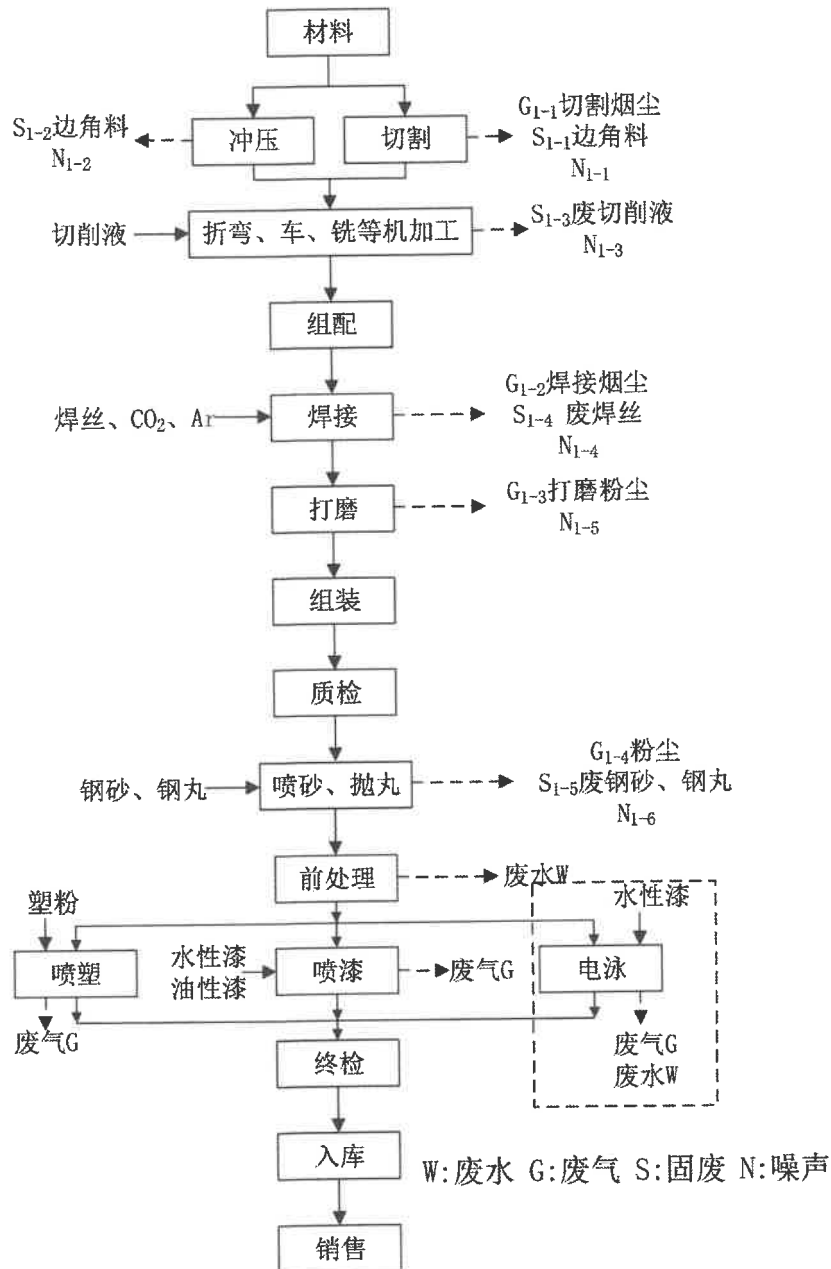 材料
G₁₋₁切割烟尘
S₁₋₂边角料
冲压
切割
S₁₋₁边角料
N₁₋₂
N₁₋₁
切削液
折弯、车、铣等机加工
S₁₋₃废切削液
N₁₋₃
组配
G₁₋₂焊接烟尘
焊丝、CO₂、Ar
焊接
S₁₋₄ 废焊丝
N₁₋₄
打磨
G₁₋₃打磨粉尘
N₁₋₅
组装
质检
G₁₋₄粉尘
钢砂、钢丸
喷砂、抛丸
S₁₋₅废钢砂、钢丸
N₁₋₆
前处理
废水W
塑粉
水性漆
喷塑
水性漆
油性漆
喷漆
废气G
电泳
废气G
废气G
废水W
终检
入库
W:废水 G:废气 S:固废 N:噪声
销售